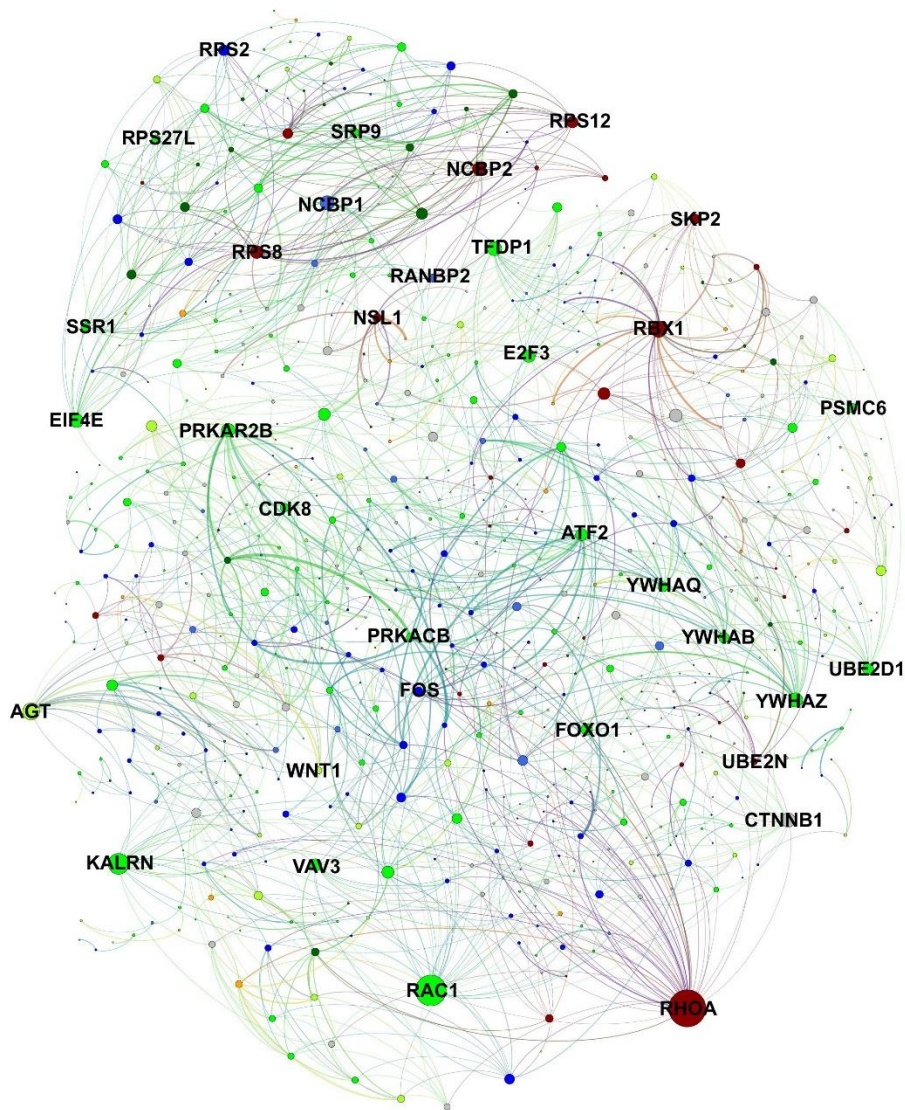 RPS2
RPS12
RPS27L
SRP9
NCBP2
NCBP1
SKP2
TFDP1
RPS8
RANBP2
NSL1
SSR1
RBX1
E2F3
EIF4E
PSMC6
PRKAR2B
CDK8
ATF2
YWHAQ
PRKACB
YWHAB
UBE2D1
FOS
YWHAZ
AGT
FOXO1
UBE2N
WNT1
CTNNB1
KALRN
VAV3
RAC1
RHOA